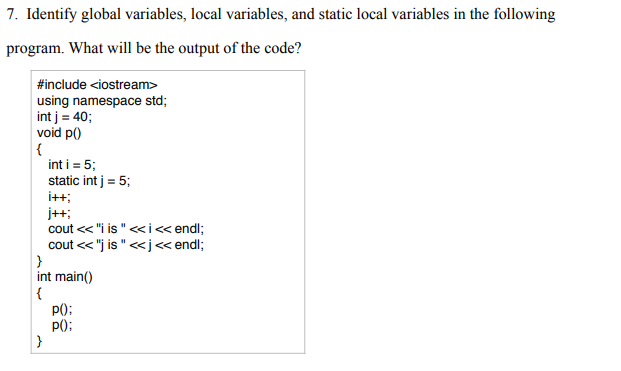 7. Identify global variables, local variables, and static local variables in the following
program. What will be the output of the code?
#include <iostream>
using namespace std;
int j = 40;
void p()
{
int i = 5;
static int j = 5;
i++;
j++;
cout << "i is " << i << endl;
cout << "j is " << j << endl;
}
int main()
{
p();
p();
}